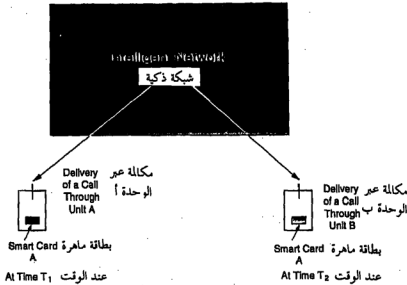 Intelligent Network
شبكة ذكية
Delivery
of a Call
Through
Unit A
مكالمة عبر
الوحدة أ
Smart Card بطاقة ماهرة
A
At Time T₁ عند الوقت
Delivery
of a Call
Through
Unit B
مكالمة عبر
الوحدة ب
Smart Card بطاقة ماهرة
A
At Time T₂ عند الوقت